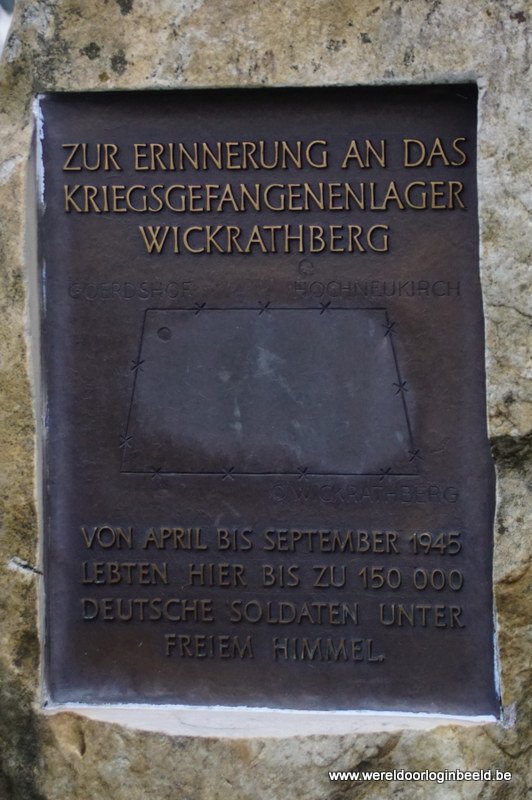 ZUR ERINNERUNG AN DAS
KRIEGSGEFANGENENLAGER
WICKRATHBERG
GOERDSHOF HOCHNEUKIRCH
WICKRATHBERG
VON APRIL BIS SEPTEMBER 1945
LEBTEN HIER BIS ZU 150 000
DEUTSCHE SOLDATEN UNTER
FREIEM HIMMEL.
www.wereldoorloginbeeld.be